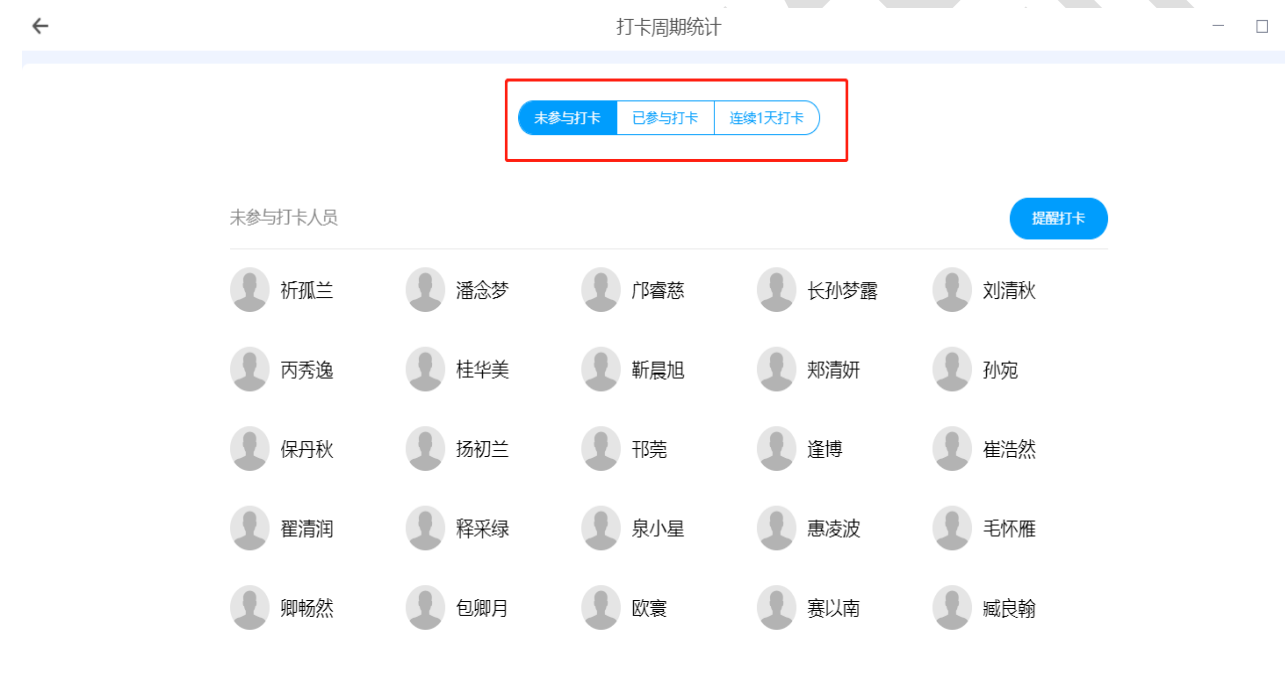 打卡周期统计
未参与打卡 已参与打卡 连续1天打卡
未参与打卡人员 提醒打卡
祈孤兰 潘念梦 邝睿慈 长孙梦露 刘清秋
丙秀逸 桂华美 靳晨旭 郏清妍 孙宛
保丹秋 扬初兰 邗莞 逄博 崔浩然
翟清润 释采绿 泉小星 惠凌波 毛怀雁
卿畅然 包卿月 欧寰 赛以南 臧良翰